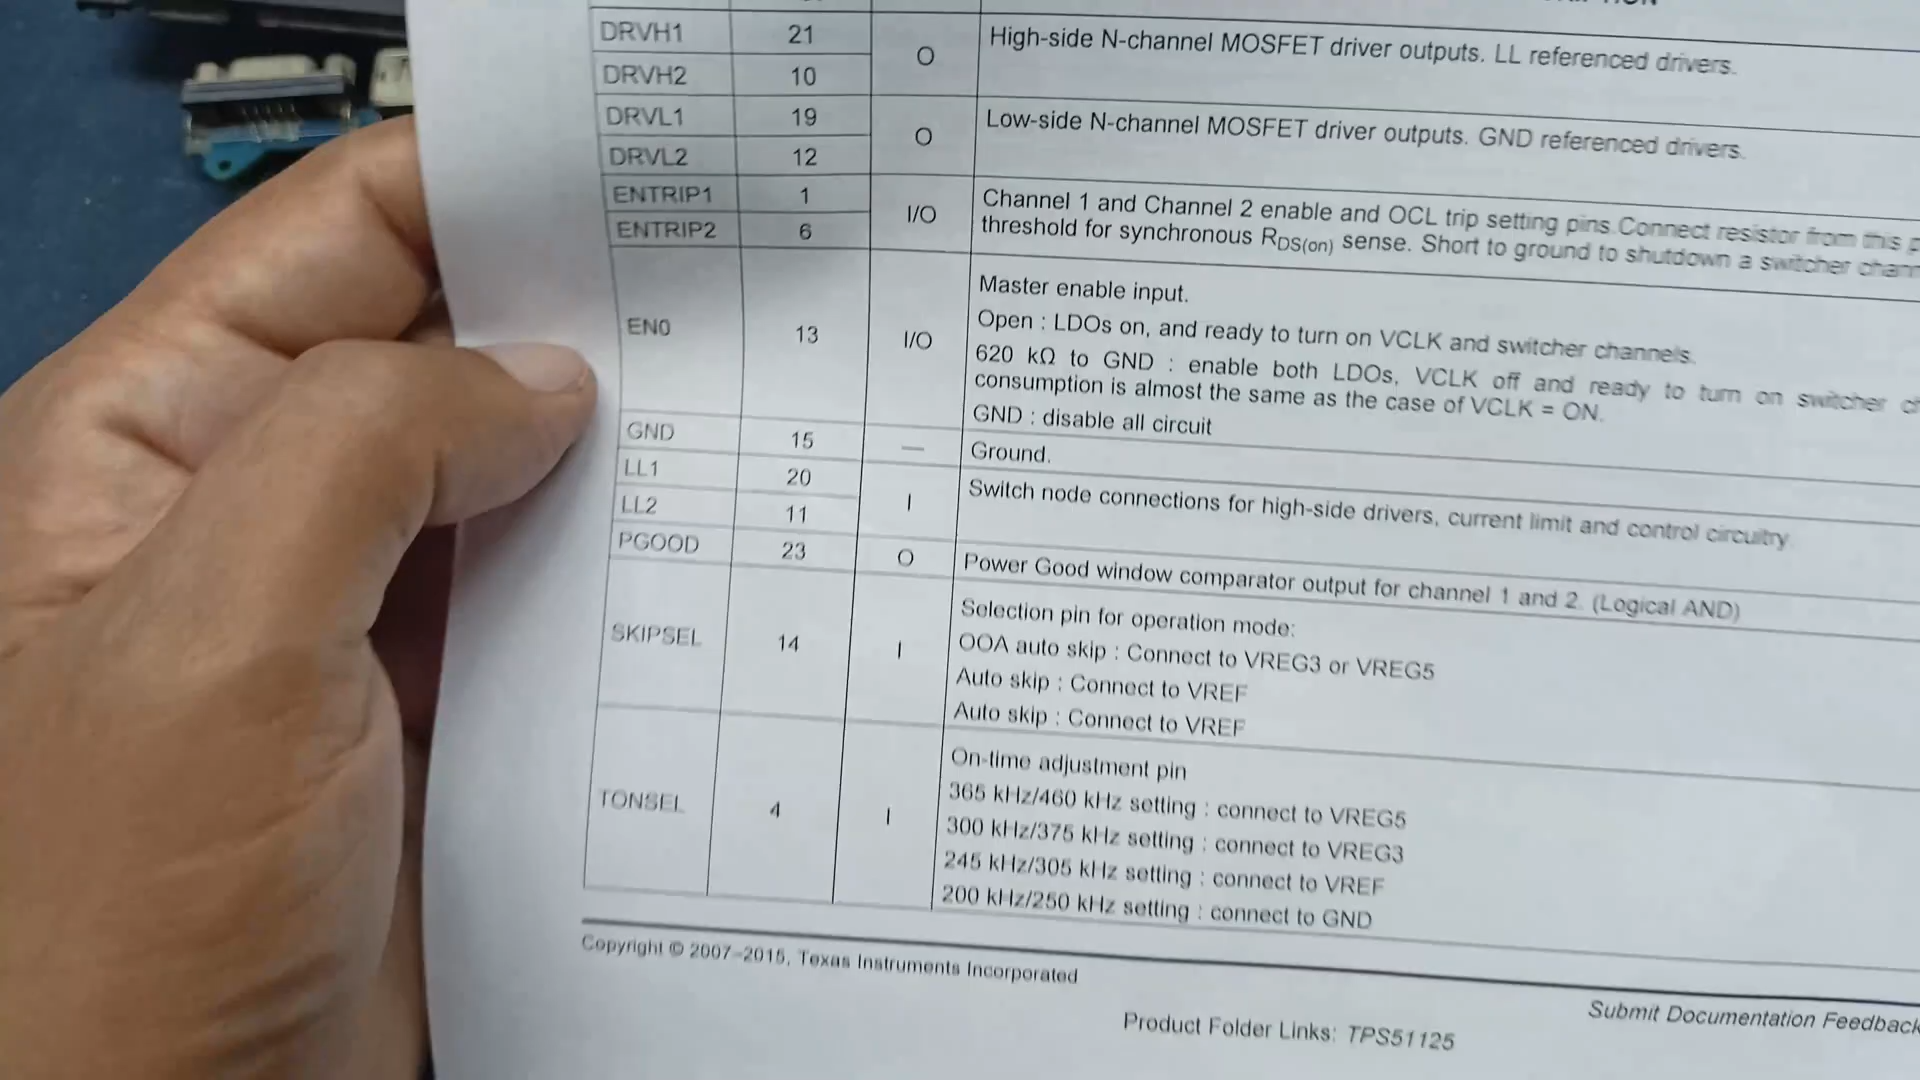 DRVH1 21 O High-side N-channel MOSFET driver outputs. LL referenced drivers.
DRVH2 10
DRVL1 19 O Low-side N-channel MOSFET driver outputs. GND referenced drivers.
DRVL2 12
ENTRIP1 1 I/O Channel 1 and Channel 2 enable and OCL trip setting pins.Connect resistor from this
ENTRIP2 6 threshold for synchronous RDS(on) sense. Short to ground to shutdown a switcher
EN0 13 I/O Master enable input.
Open : LDOs on, and ready to turn on VCLK and switcher channels.
620 kΩ to GND : enable both LDOs, VCLK off and ready to turn on switcher
consumption is almost the same as the case of VCLK = ON.
GND : disable all circuit
GND 15 — Ground.
LL1 20 I Switch node connections for high-side drivers, current limit and control circuitry
LL2 11
PGOOD 23 O Power Good window comparator output for channel 1 and 2. (Logical AND)
SKIPSEL 14 I Selection pin for operation mode:
OOA auto skip : Connect to VREG3 or VREG5
Auto skip : Connect to VREF
Auto skip : Connect to VREF
TONSEL 4 I On-time adjustment pin
365 kHz/460 kHz setting : connect to VREG5
300 kHz/375 kHz setting : connect to VREG3
245 kHz/305 kHz setting : connect to VREF
200 kHz/250 kHz setting : connect to GND
Copyright © 2007–2015, Texas Instruments Incorporated
Submit Documentation Feedback
Product Folder Links: TPS51125